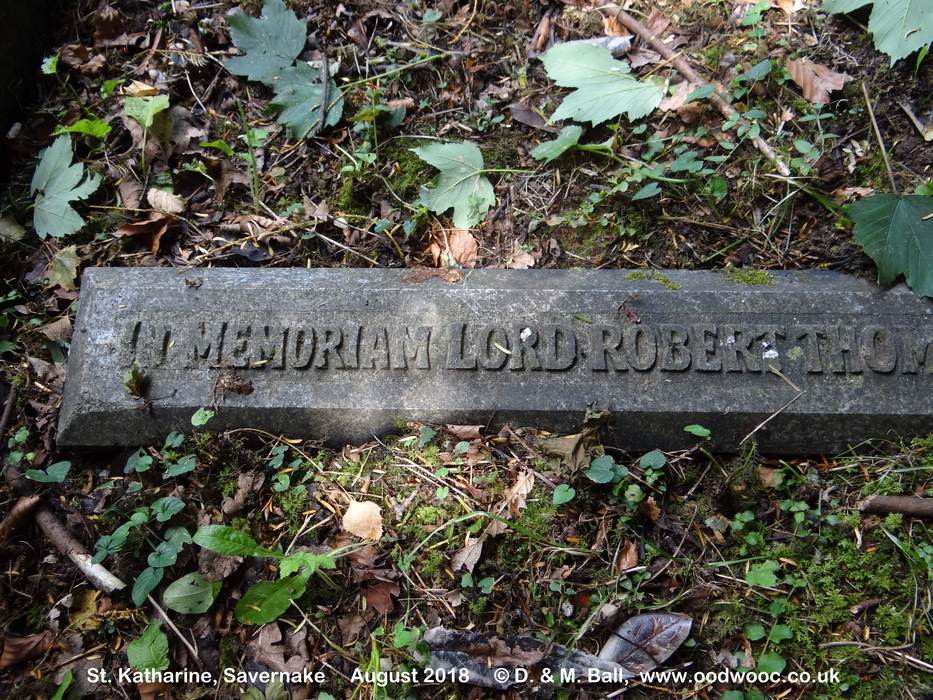 IN MEMORIAM LORD ROBERT THOM
St. Katharine, Savernake August 2018 © D. & M. Ball, www.oodwooc.co.uk